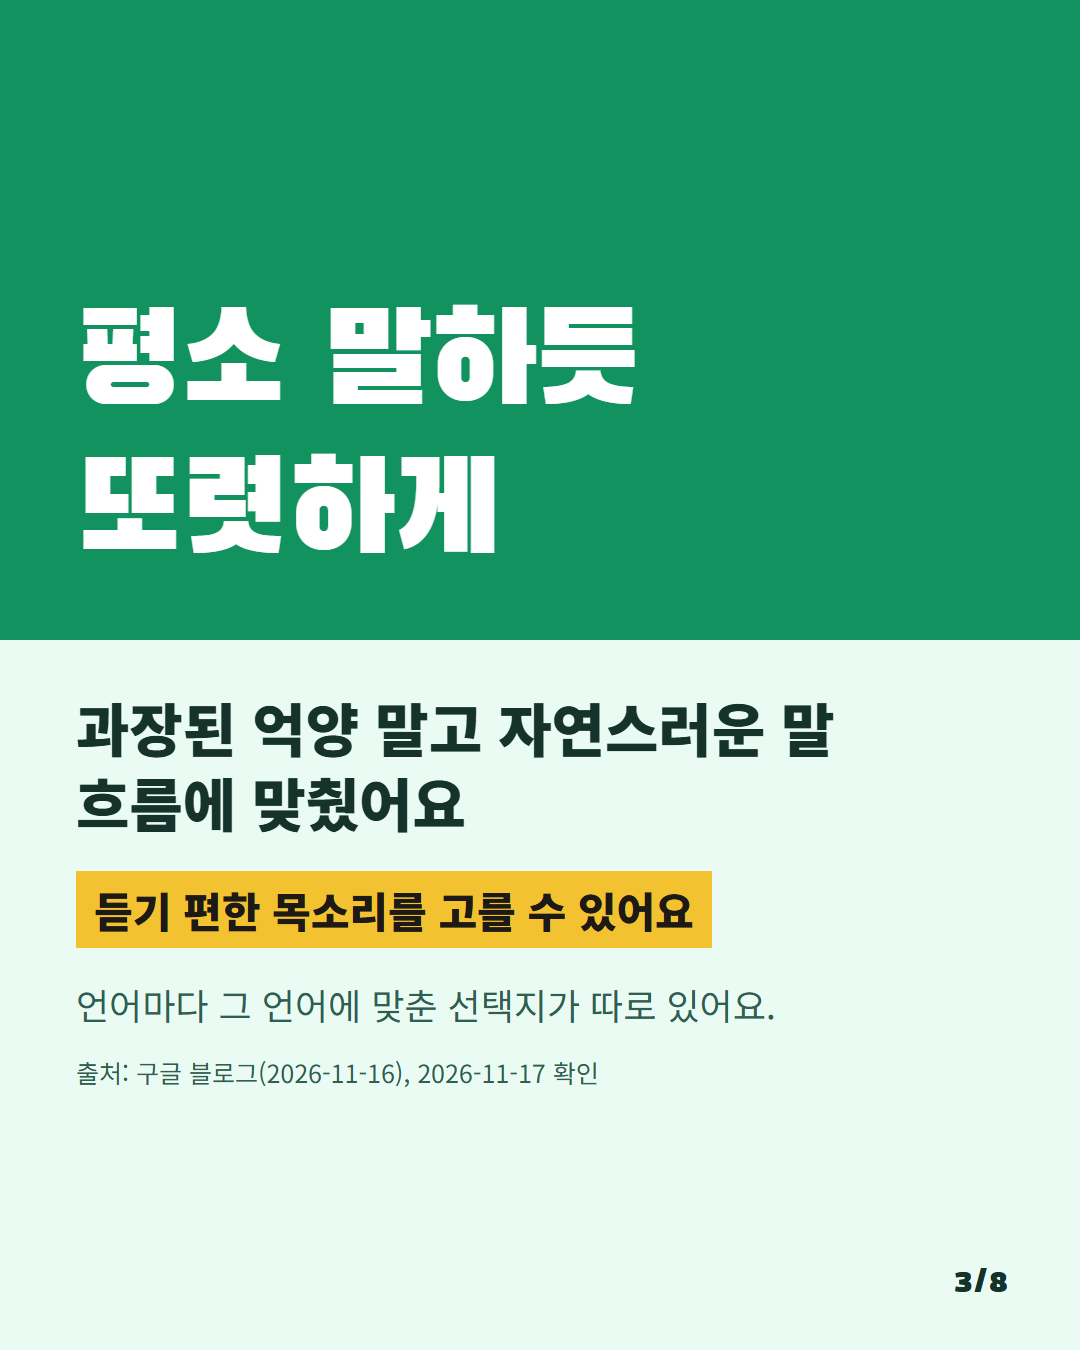 평소 말하듯
또렷하게
과장된 억양 말고 자연스러운 말
흐름에 맞췄어요
듣기 편한 목소리를 고를 수 있어요
언어마다 그 언어에 맞춘 선택지가 따로 있어요.
출처: 구글 블로그(2026-11-16), 2026-11-17 확인
3/8